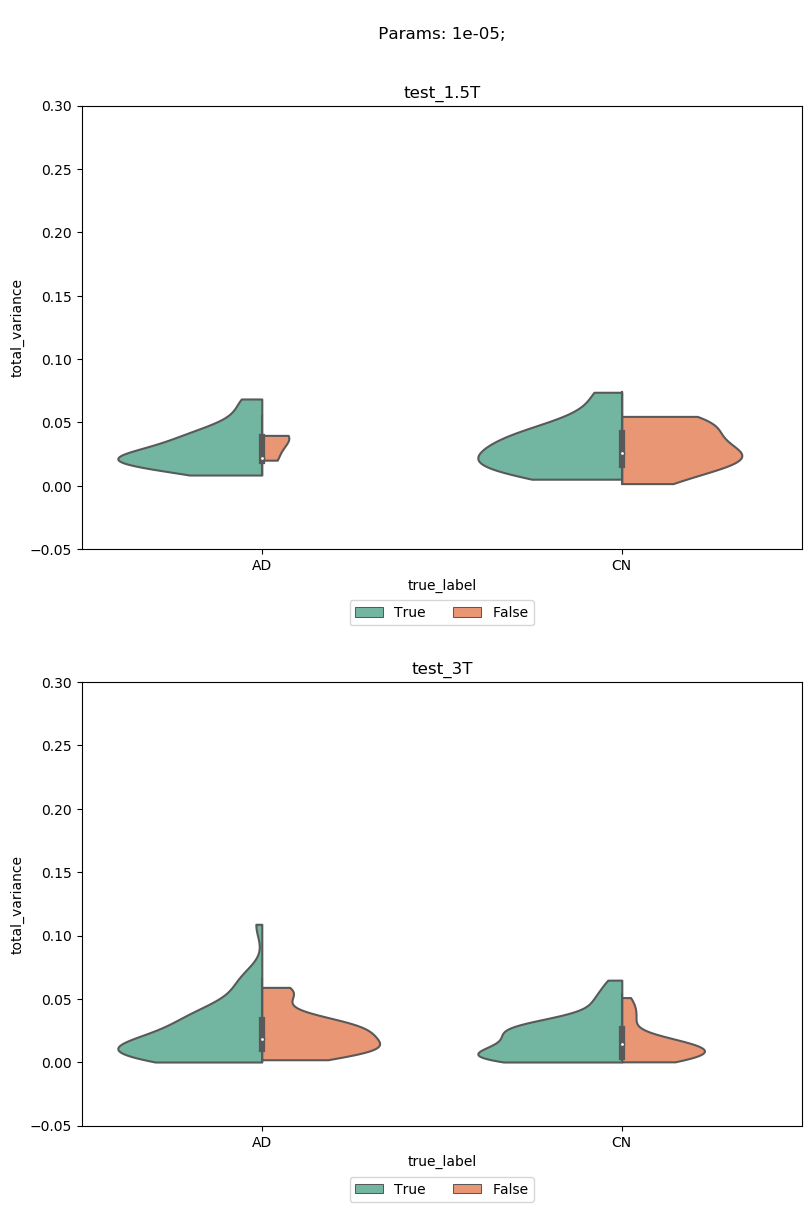 Params: 1e-05;
test_1.5T
0.30
0.25
0.20
0.15
0.10
0.05
0.00
−0.05
total_variance
AD CN
true_label
True False
test_3T
0.30
0.25
0.20
0.15
0.10
0.05
0.00
−0.05
total_variance
AD CN
true_label
True False